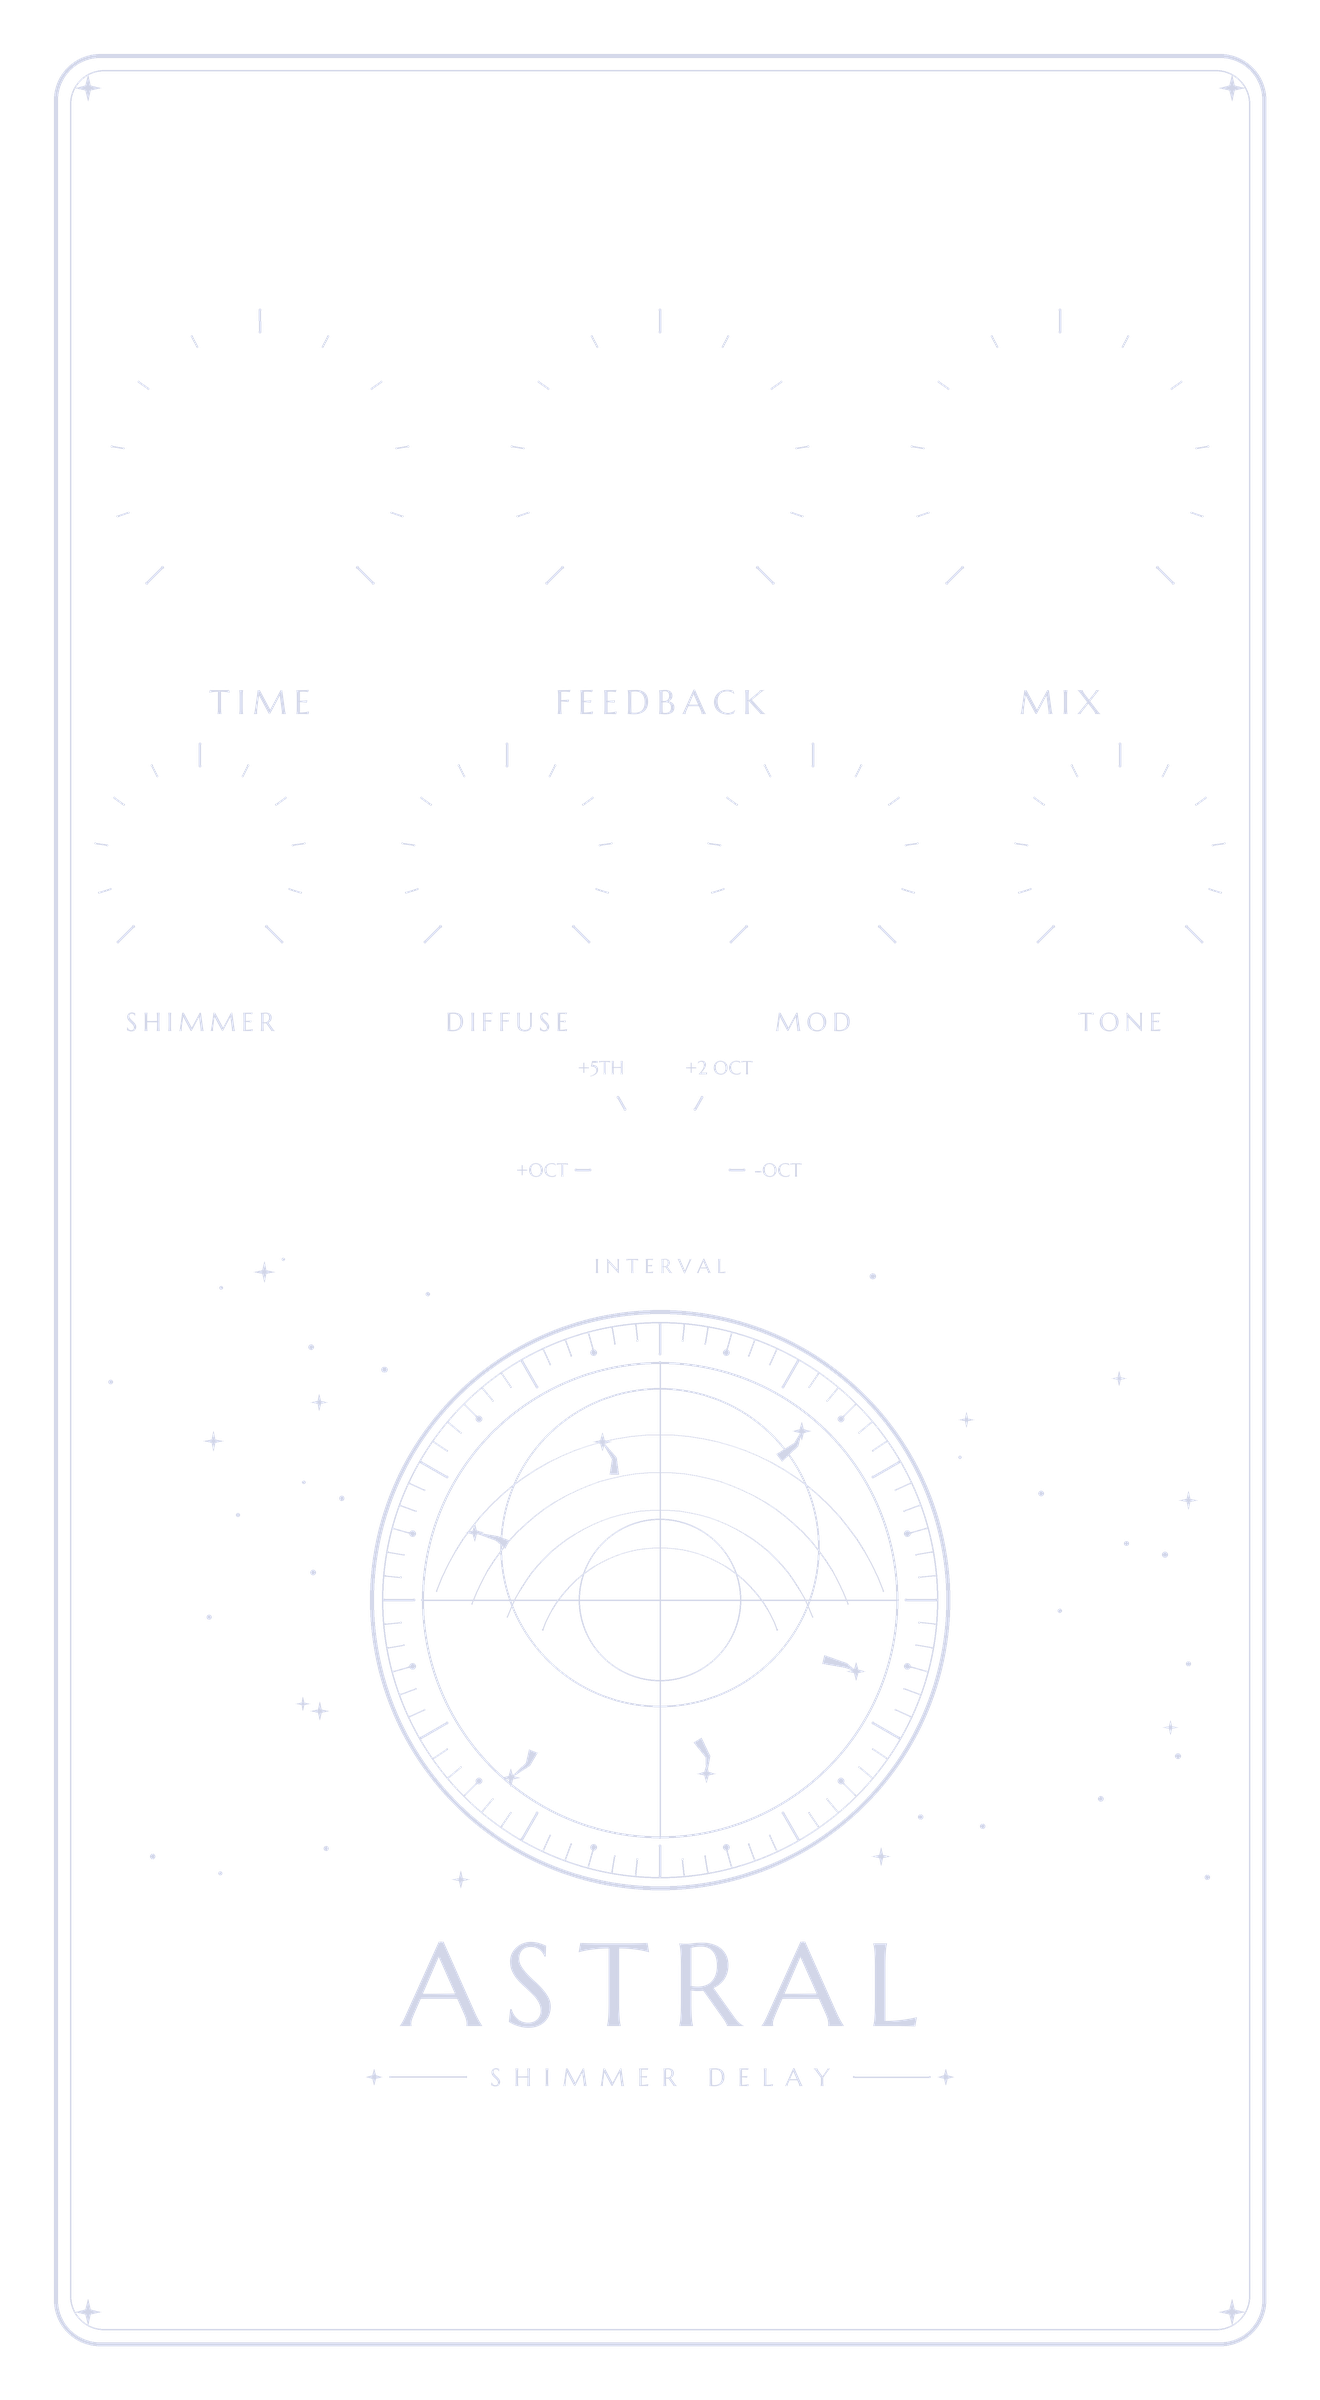 TIME FEEDBACK MIX
SHIMMER DIFFUSE MOD TONE
+5TH +2 OCT
+OCT -OCT
INTERVAL
ASTRAL
SHIMMER DELAY